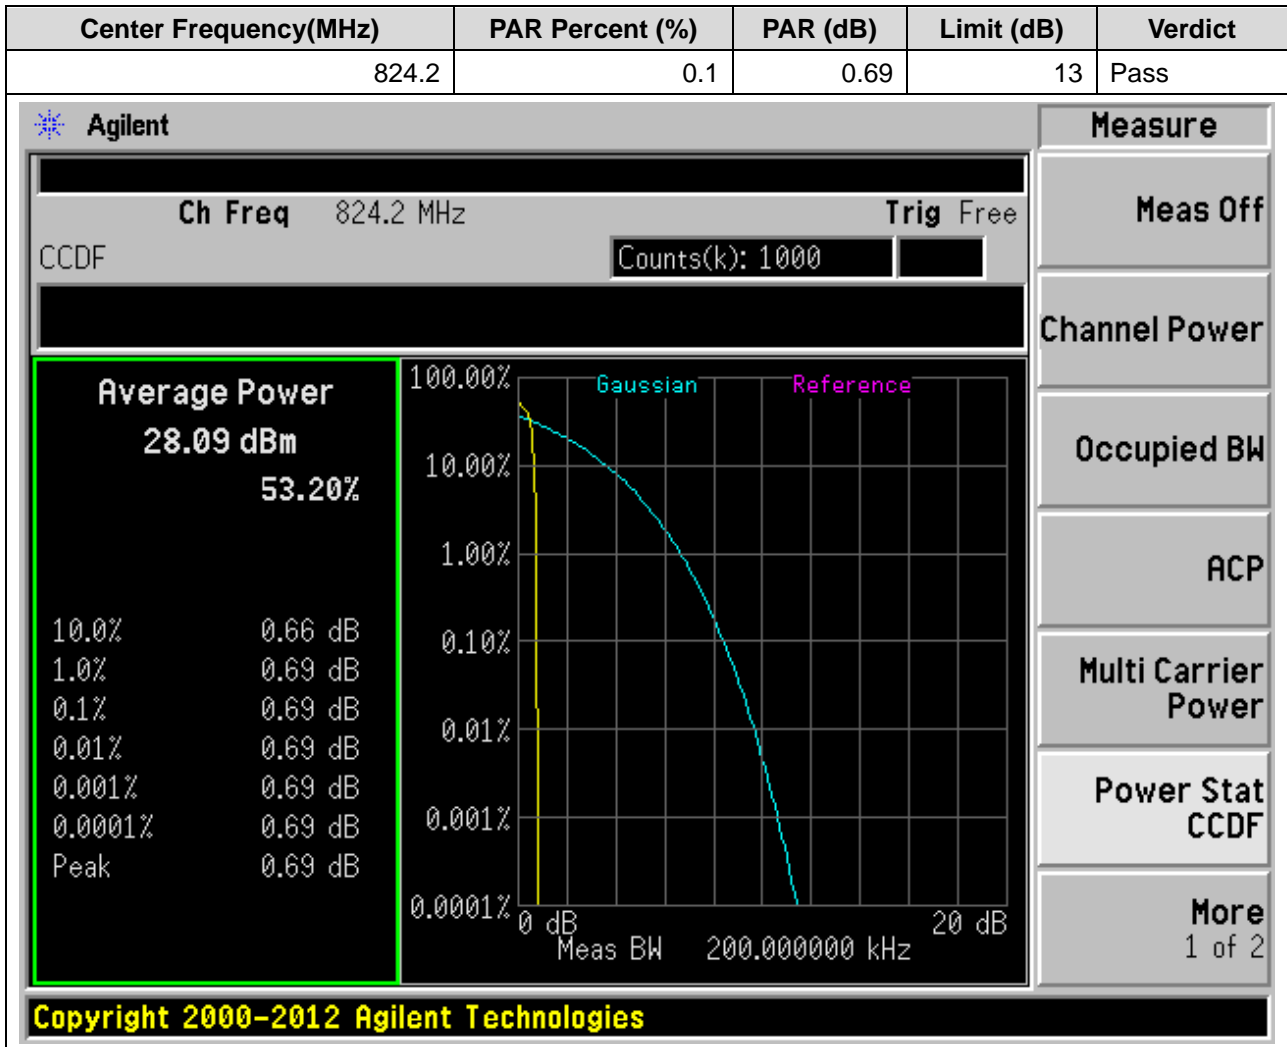 Center Frequency(MHz) PAR Percent (%) PAR (dB) Limit (dB) Verdict
824.2 0.1 0.69 13 Pass
Agilent
Measure
Ch Freq 824.2 MHz Trig Free
CCDF Counts(k): 1000
Meas Off
Channel Power
Occupied BW
ACP
Multi Carrier
Power
Power Stat
CCDF
More
1 of 2
Average Power
28.09 dBm
53.20%
10.0% 0.66 dB
1.0% 0.69 dB
0.1% 0.69 dB
0.01% 0.69 dB
0.001% 0.69 dB
0.0001% 0.69 dB
Peak 0.69 dB
Gaussian Reference
100.00%
10.00%
1.00%
0.10%
0.01%
0.001%
0.0001%
0 dB 20 dB
Meas BW 200.000000 kHz
Copyright 2000-2012 Agilent Technologies